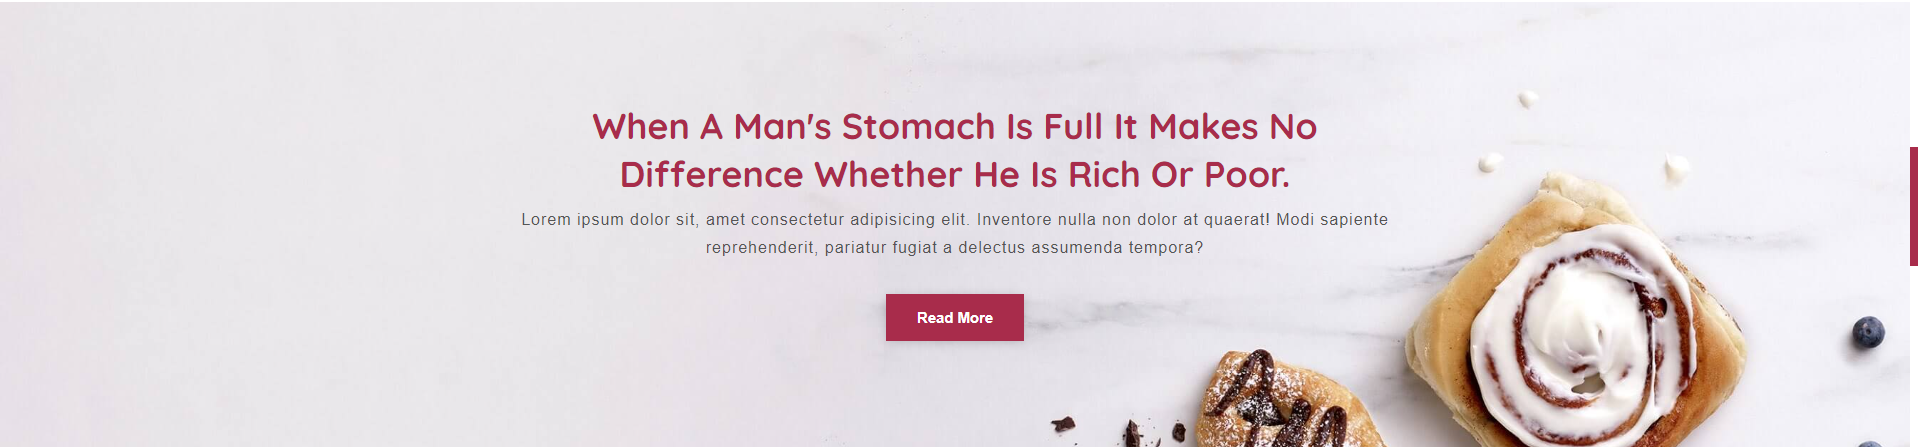 When A Man's Stomach Is Full It Makes No
Difference Whether He Is Rich Or Poor.
Lorem ipsum dolor sit, amet consectetur adipisicing elit. Inventore nulla non dolor at quaerat! Modi sapiente
reprehenderit, pariatur fugiat a delectus assumenda tempora?
Read More